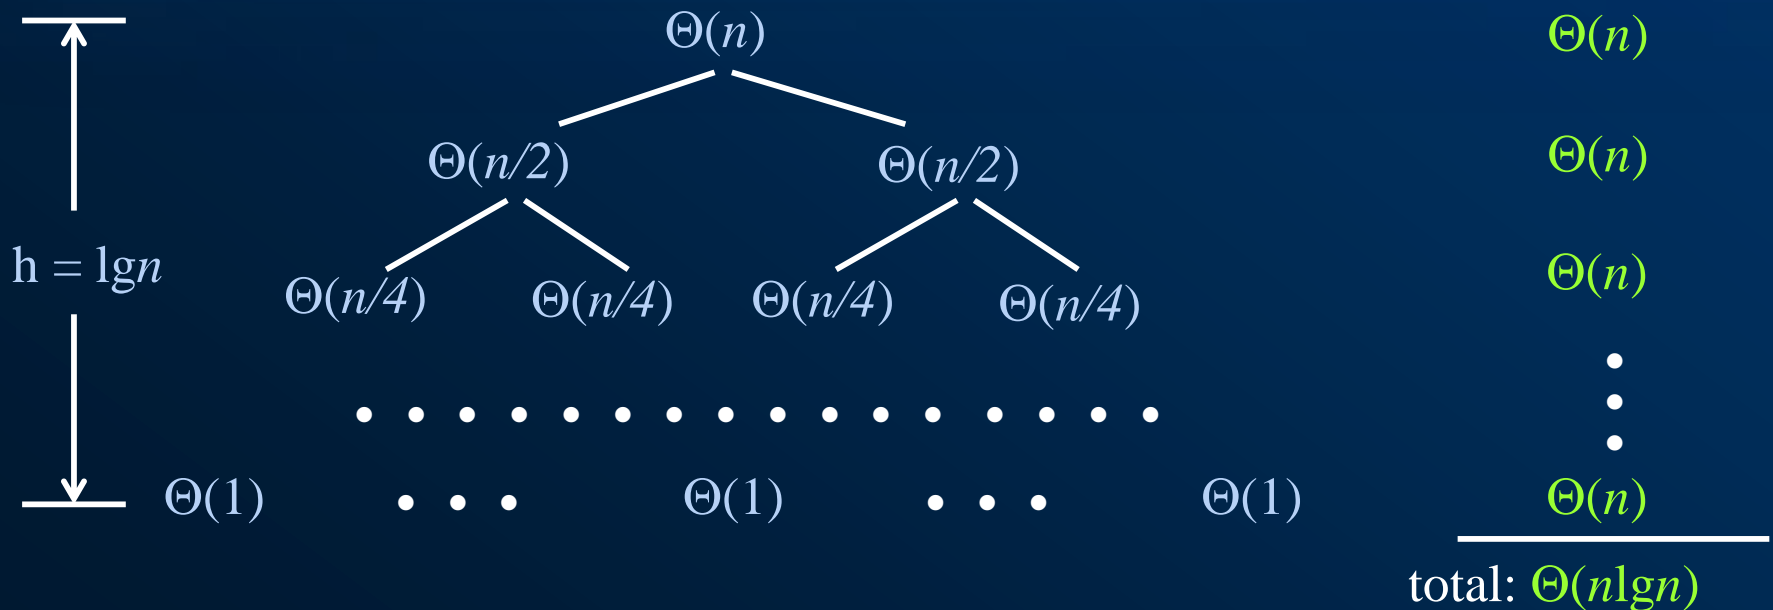 Θ(n) Θ(n)
Θ(n/2) Θ(n/2) Θ(n)
h = lgn Θ(n/4) Θ(n/4) Θ(n/4) Θ(n/4) Θ(n)
Θ(1) • • • Θ(1) • • • Θ(1) Θ(n)
total: Θ(nlgn)